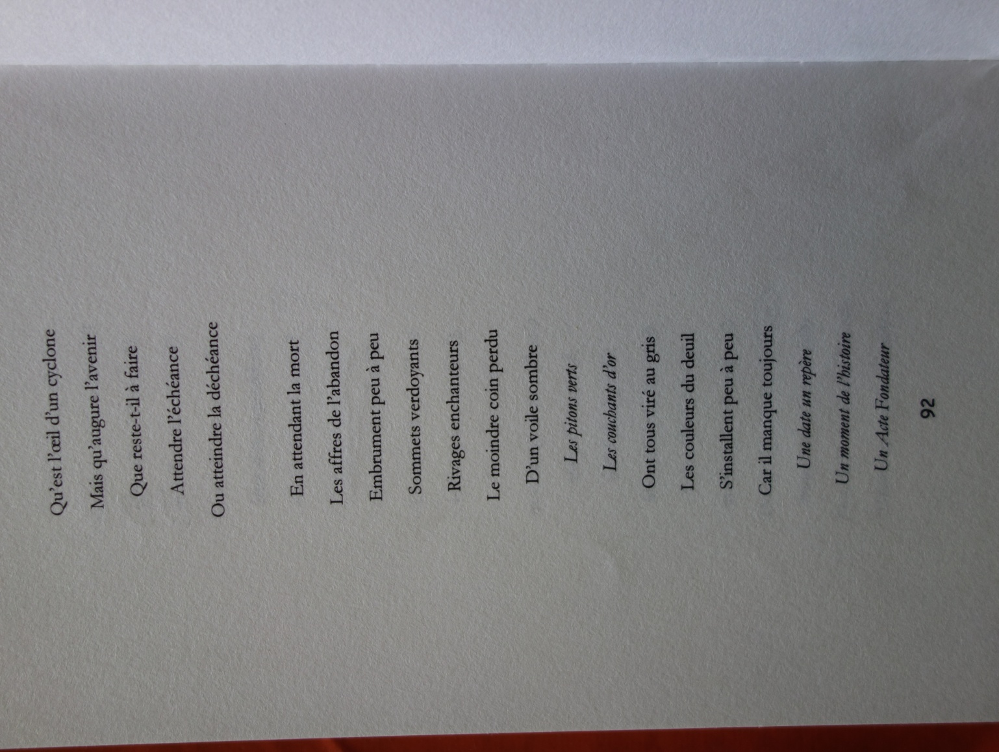 Qu'est l'œil d'un cyclone
Mais qu'augure l'avenir
Que reste-t-il à faire
Attendre l'échéance
Ou atteindre la déchéance
En attendant la mort
Les affres de l'abandon
Embrument peu à peu
Sommets verdoyants
Rivages enchanteurs
Le moindre coin perdu
D'un voile sombre
Les pitons verts
Les couchants d'or
Ont tous viré au gris
Les couleurs du deuil
S'installent peu à peu
Car il manque toujours
Une date un repère
Un moment de l'histoire
Un Acte Fondateur
92